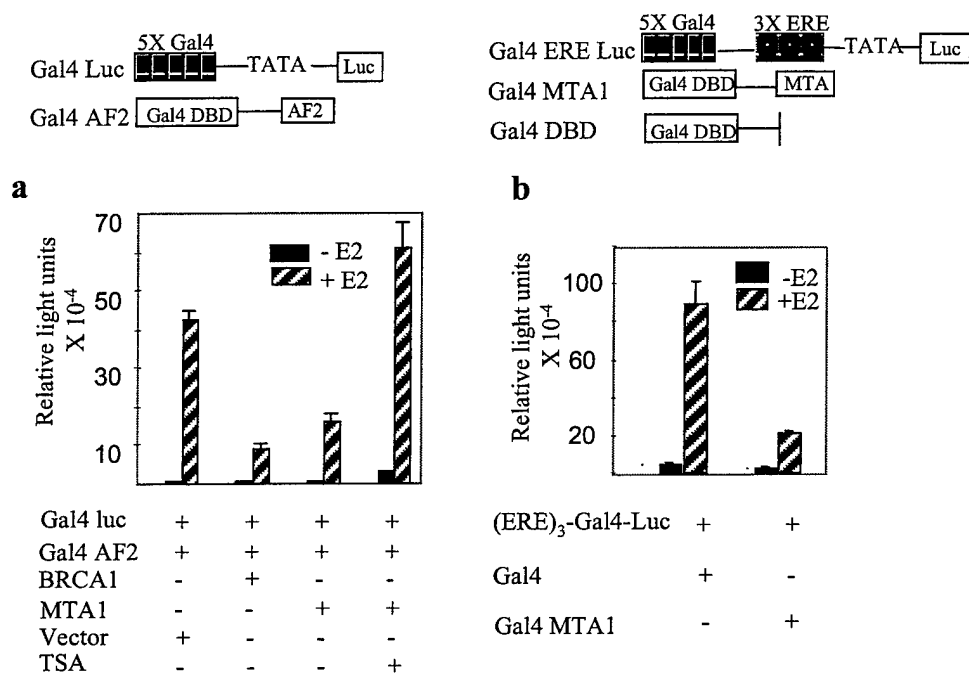 5X Gal4
Gal4 Luc TATA Luc
Gal4 AF2 Gal4 DBD AF2
5X Gal4 3X ERE
Gal4 ERE Luc TATA Luc
Gal4 MTA1 Gal4 DBD MTA
Gal4 DBD Gal4 DBD
a
Relative light units
X 10-4
70
50
30
10
- E2
+ E2
Gal4 luc + + + +
Gal4 AF2 + + + +
BRCA1 - + - -
MTA1 - - + +
Vector + - - -
TSA - - - +
b
Relative light units
X 10-4
100
60
20
-E2
+E2
(ERE)3-Gal4-Luc + +
Gal4 + -
Gal4 MTA1 - +